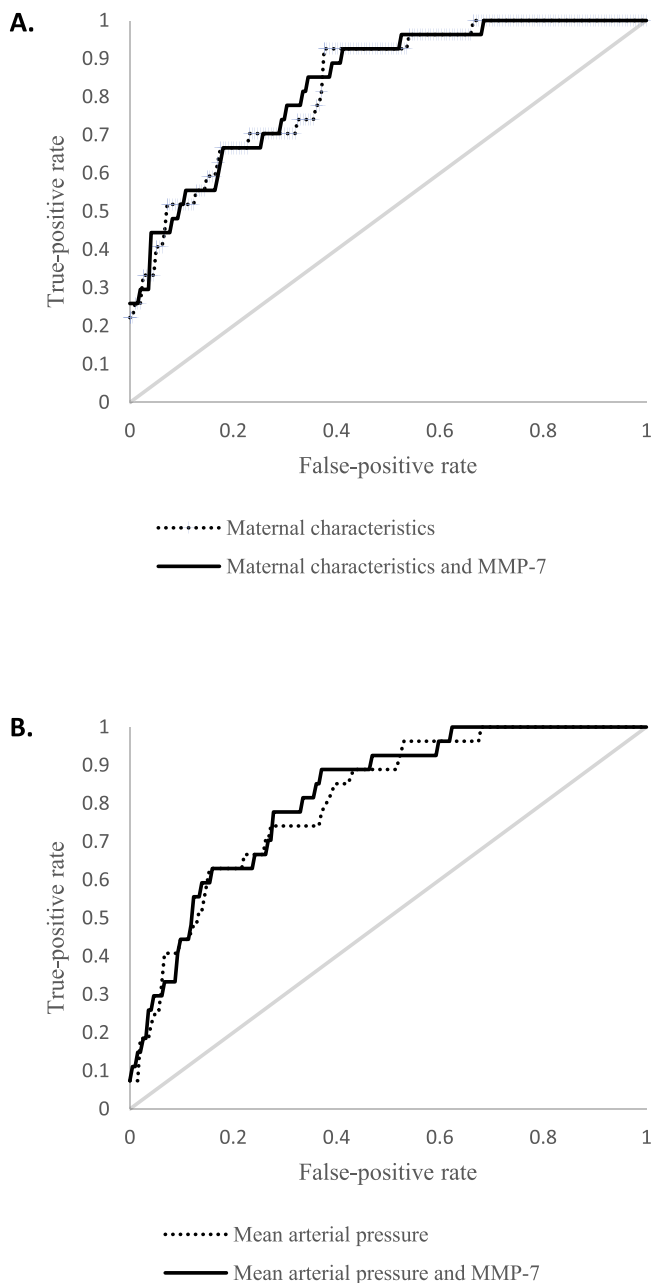 A.
1
0.9
0.8
0.7
0.6
0.5
0.4
0.3
0.2
0.1
0
True-positive rate
0 0.2 0.4 0.6 0.8 1
False-positive rate
Maternal characteristics
Maternal characteristics and MMP-7
B.
1
0.9
0.8
0.7
0.6
0.5
0.4
0.3
0.2
0.1
0
True-positive rate
0 0.2 0.4 0.6 0.8 1
False-positive rate
Mean arterial pressure
Mean arterial pressure and MMP-7